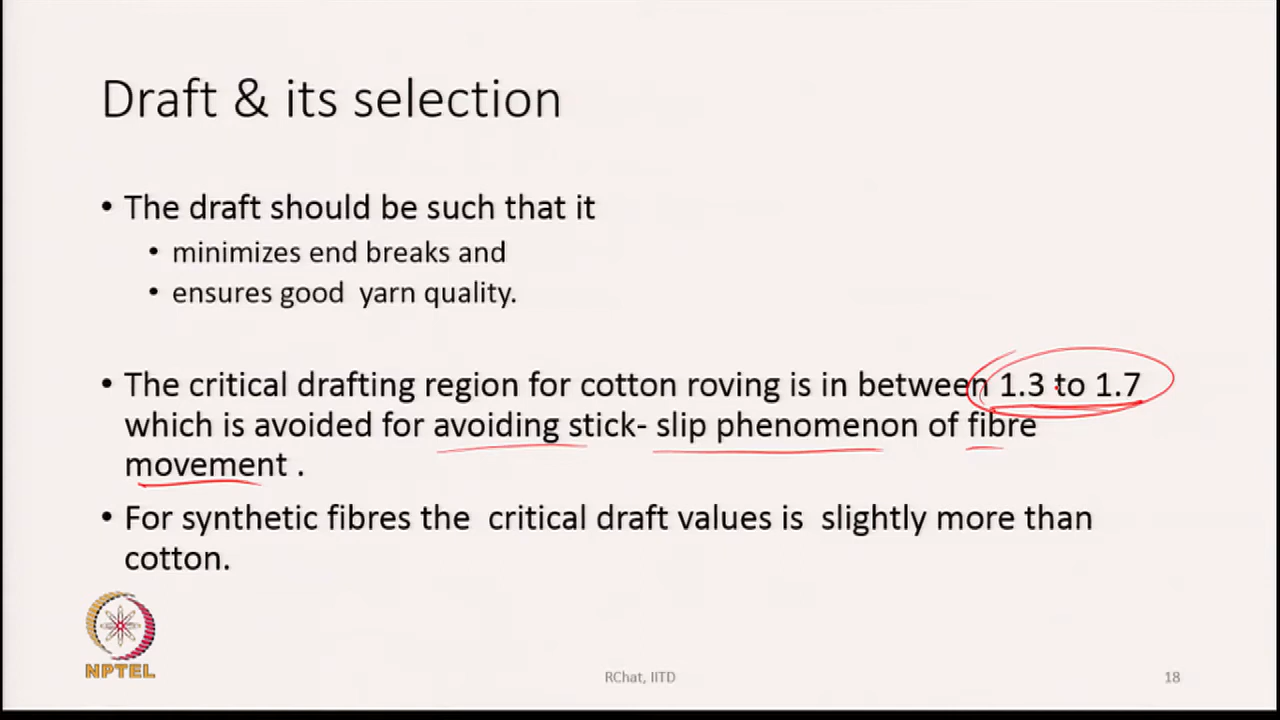 Draft & its selection
• The draft should be such that it
• minimizes end breaks and
• ensures good yarn quality.
• The critical drafting region for cotton roving is in between 1.3 to 1.7
which is avoided for avoiding stick- slip phenomenon of fibre
movement .
• For synthetic fibres the critical draft values is slightly more than
cotton.
NPTEL
RChat, IITD
18